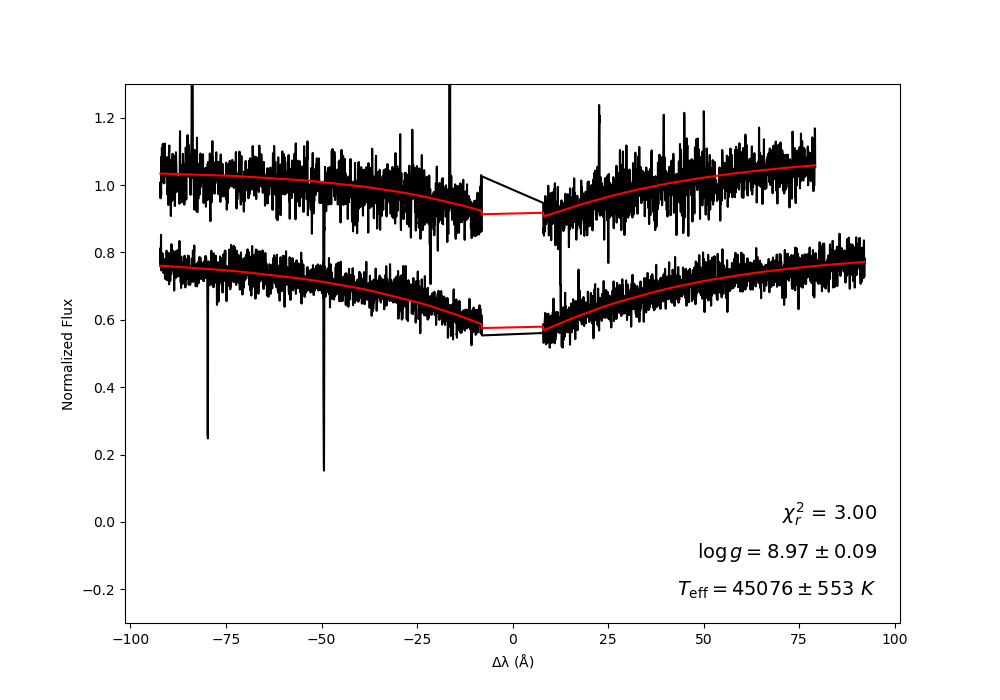 1.2
1.0
0.8
0.6
0.4
0.2
0.0
−0.2
Normalized Flux
χ²ᵣ = 3.00
log g = 8.97 ± 0.09
T_eff = 45076 ± 553 K
−100 −75 −50 −25 0 25 50 75 100
Δλ (Å)